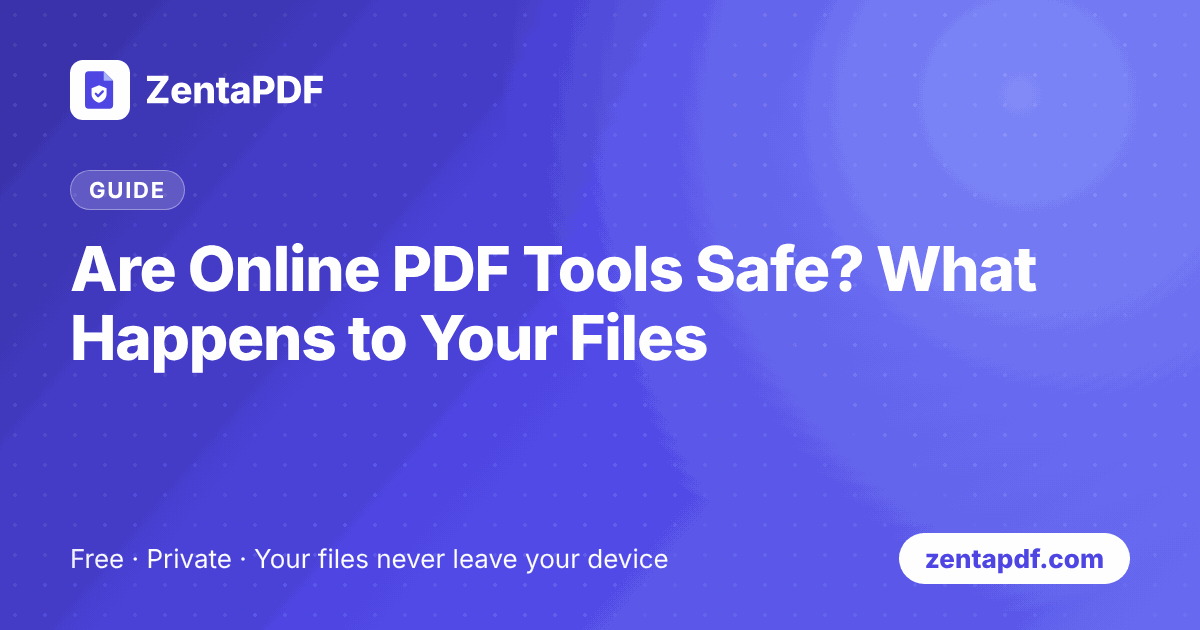 ZentaPDF
GUIDE
Are Online PDF Tools Safe? What
Happens to Your Files
Free · Private · Your files never leave your device
zentapdf.com